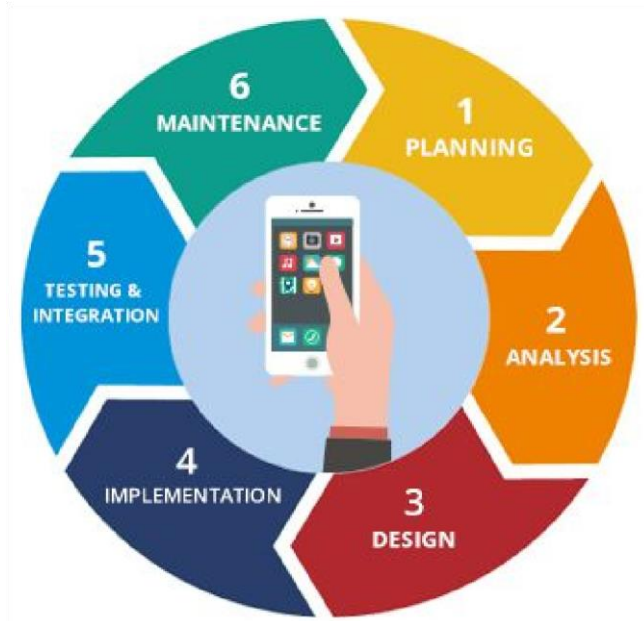 1
PLANNING
2
ANALYSIS
3
DESIGN
4
IMPLEMENTATION
5
TESTING &
INTEGRATION
6
MAINTENANCE